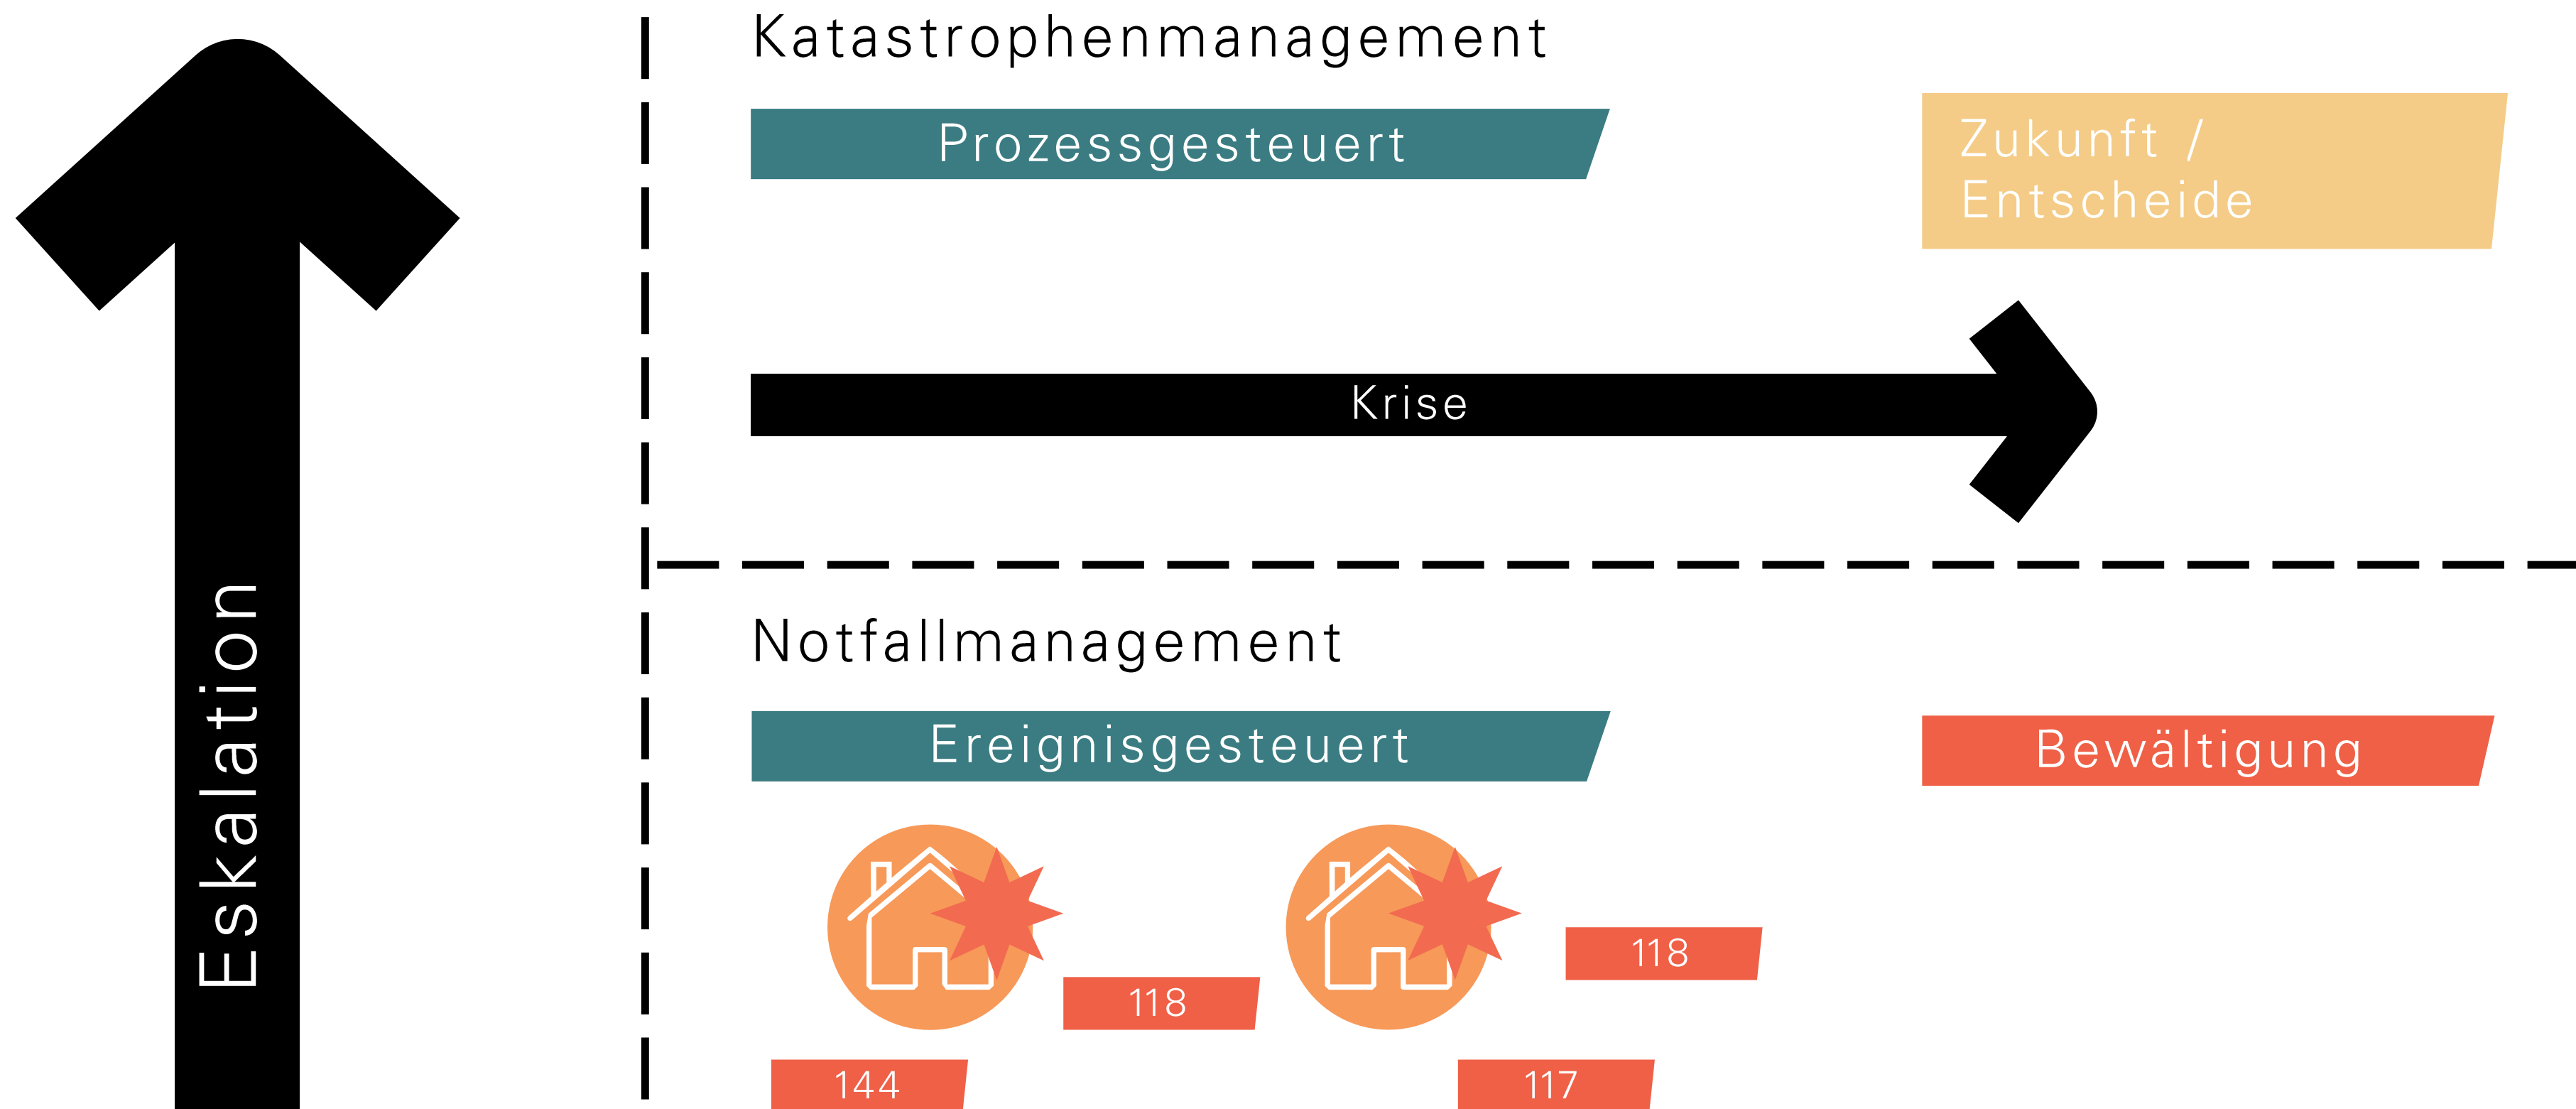 Katastrophenmanagement
Prozessgesteuert
Zukunft /
Entscheide
Krise
Eskalation
Notfallmanagement
Ereignisgesteuert
Bewältigung
118
118
144
117